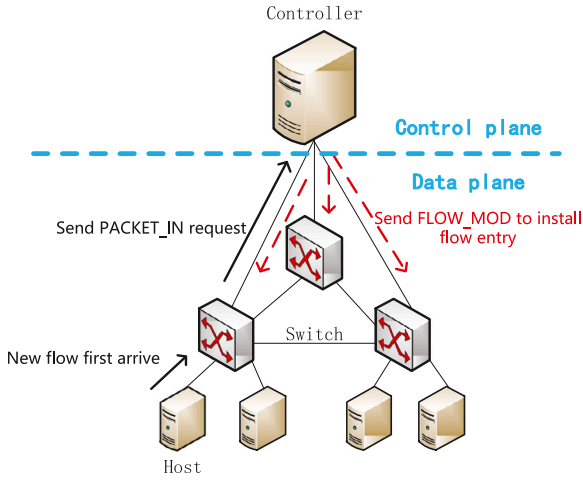 Controller
Control plane
Data plane
Send PACKET_IN request
Send FLOW_MOD to install
flow entry
Switch
New flow first arrive
Host